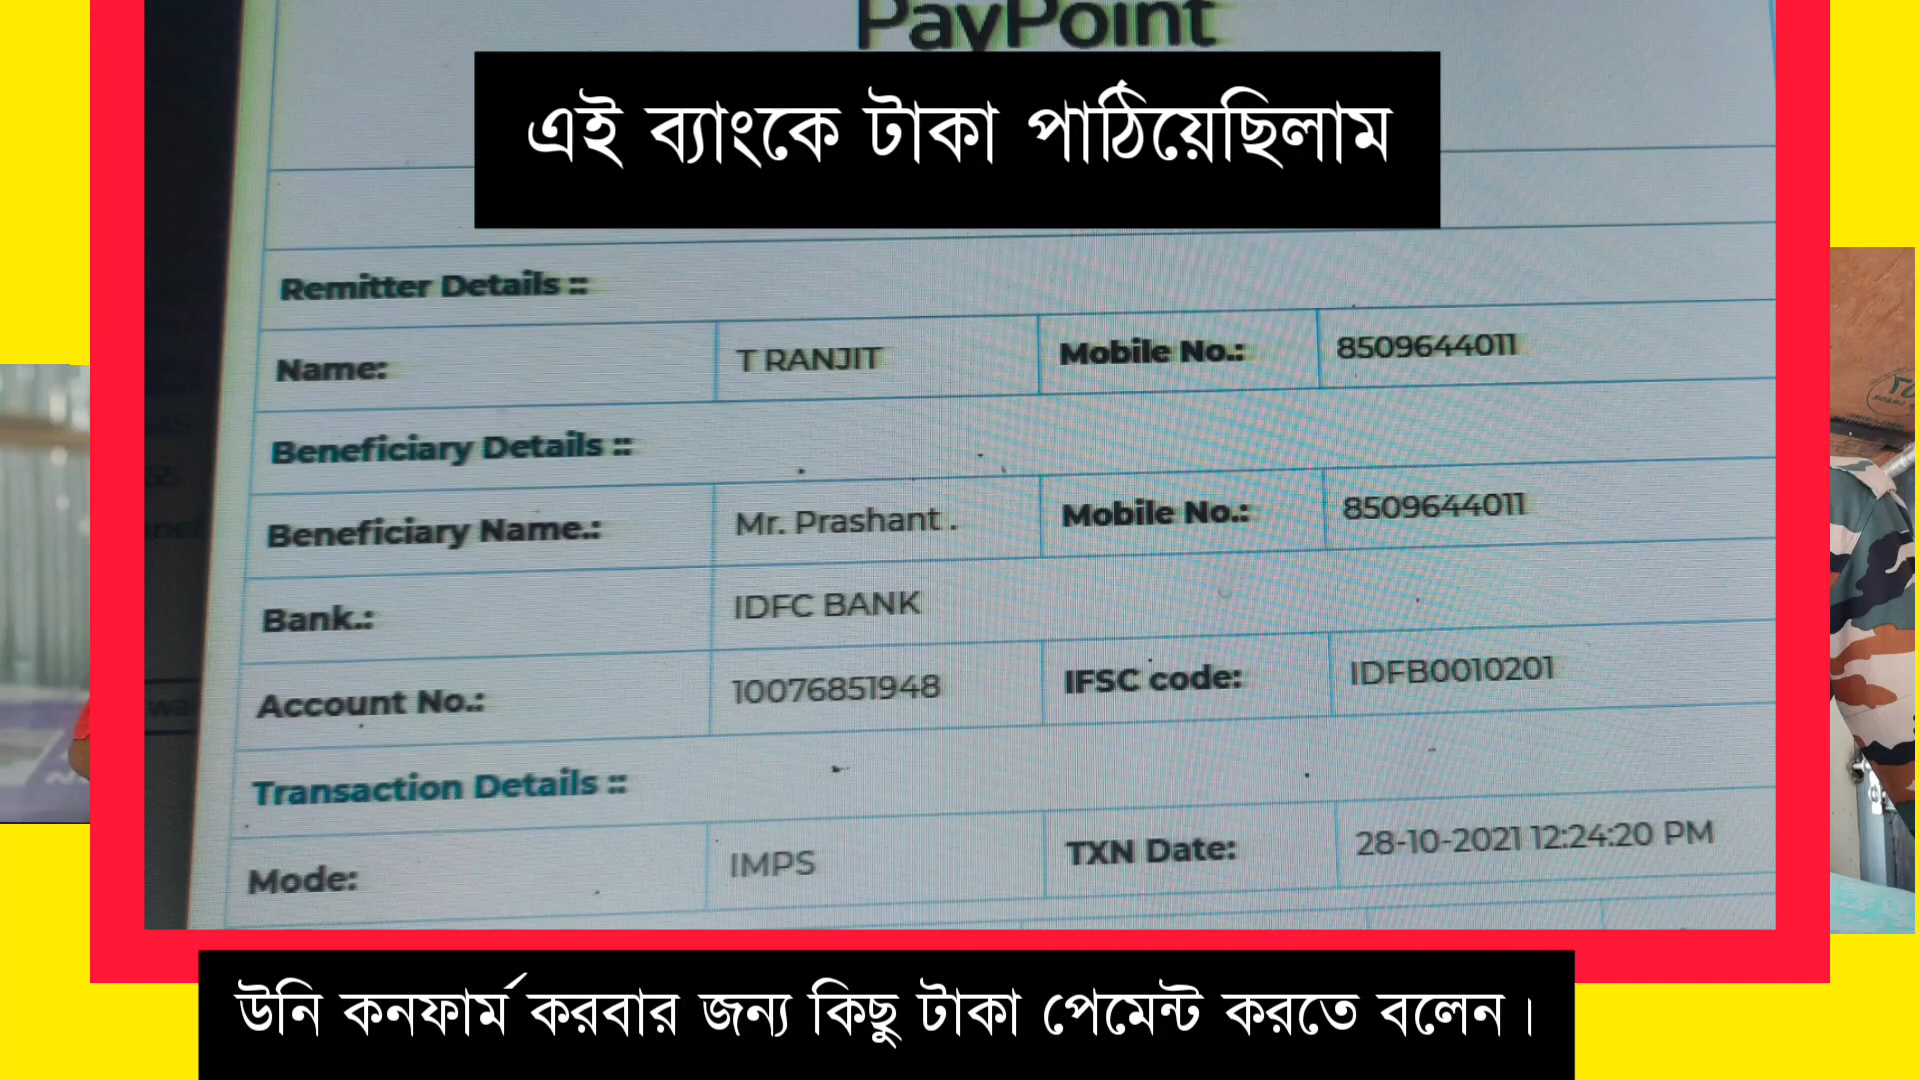 PayPoint
এই ব্যাংকে টাকা পাঠিয়েছিলাম
Remitter Details ::
Name: T RANJIT Mobile No.: 8509644011
Beneficiary Details ::
Beneficiary Name.: Mr. Prashant . Mobile No.: 8509644011
Bank.: IDFC BANK
Account No.: 10076851948 IFSC code: IDFB0010201
Transaction Details ::
Mode: IMPS TXN Date: 28-10-2021 12:24:20 PM
উনি কনফার্ম করবার জন্য কিছু টাকা পেমেন্ট করতে বলেন।